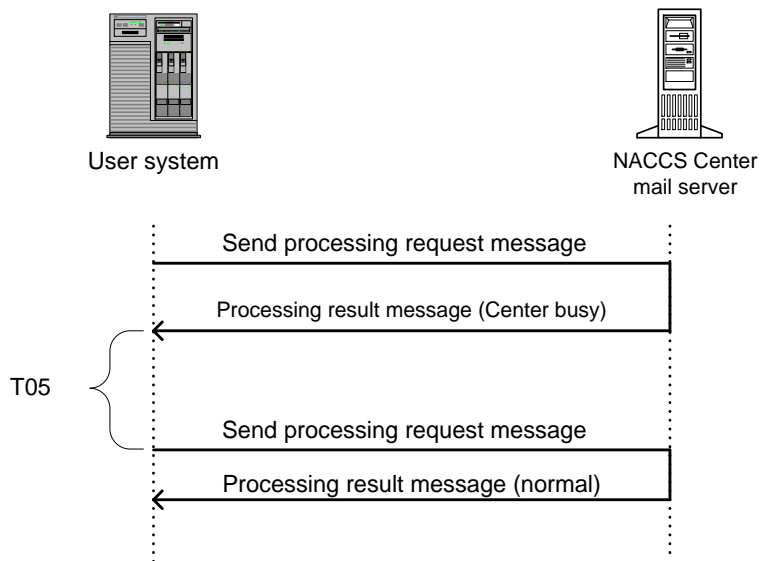 User system
NACCS Center
mail server
Send processing request message
Processing result message (Center busy)
T05
Send processing request message
Processing result message (normal)